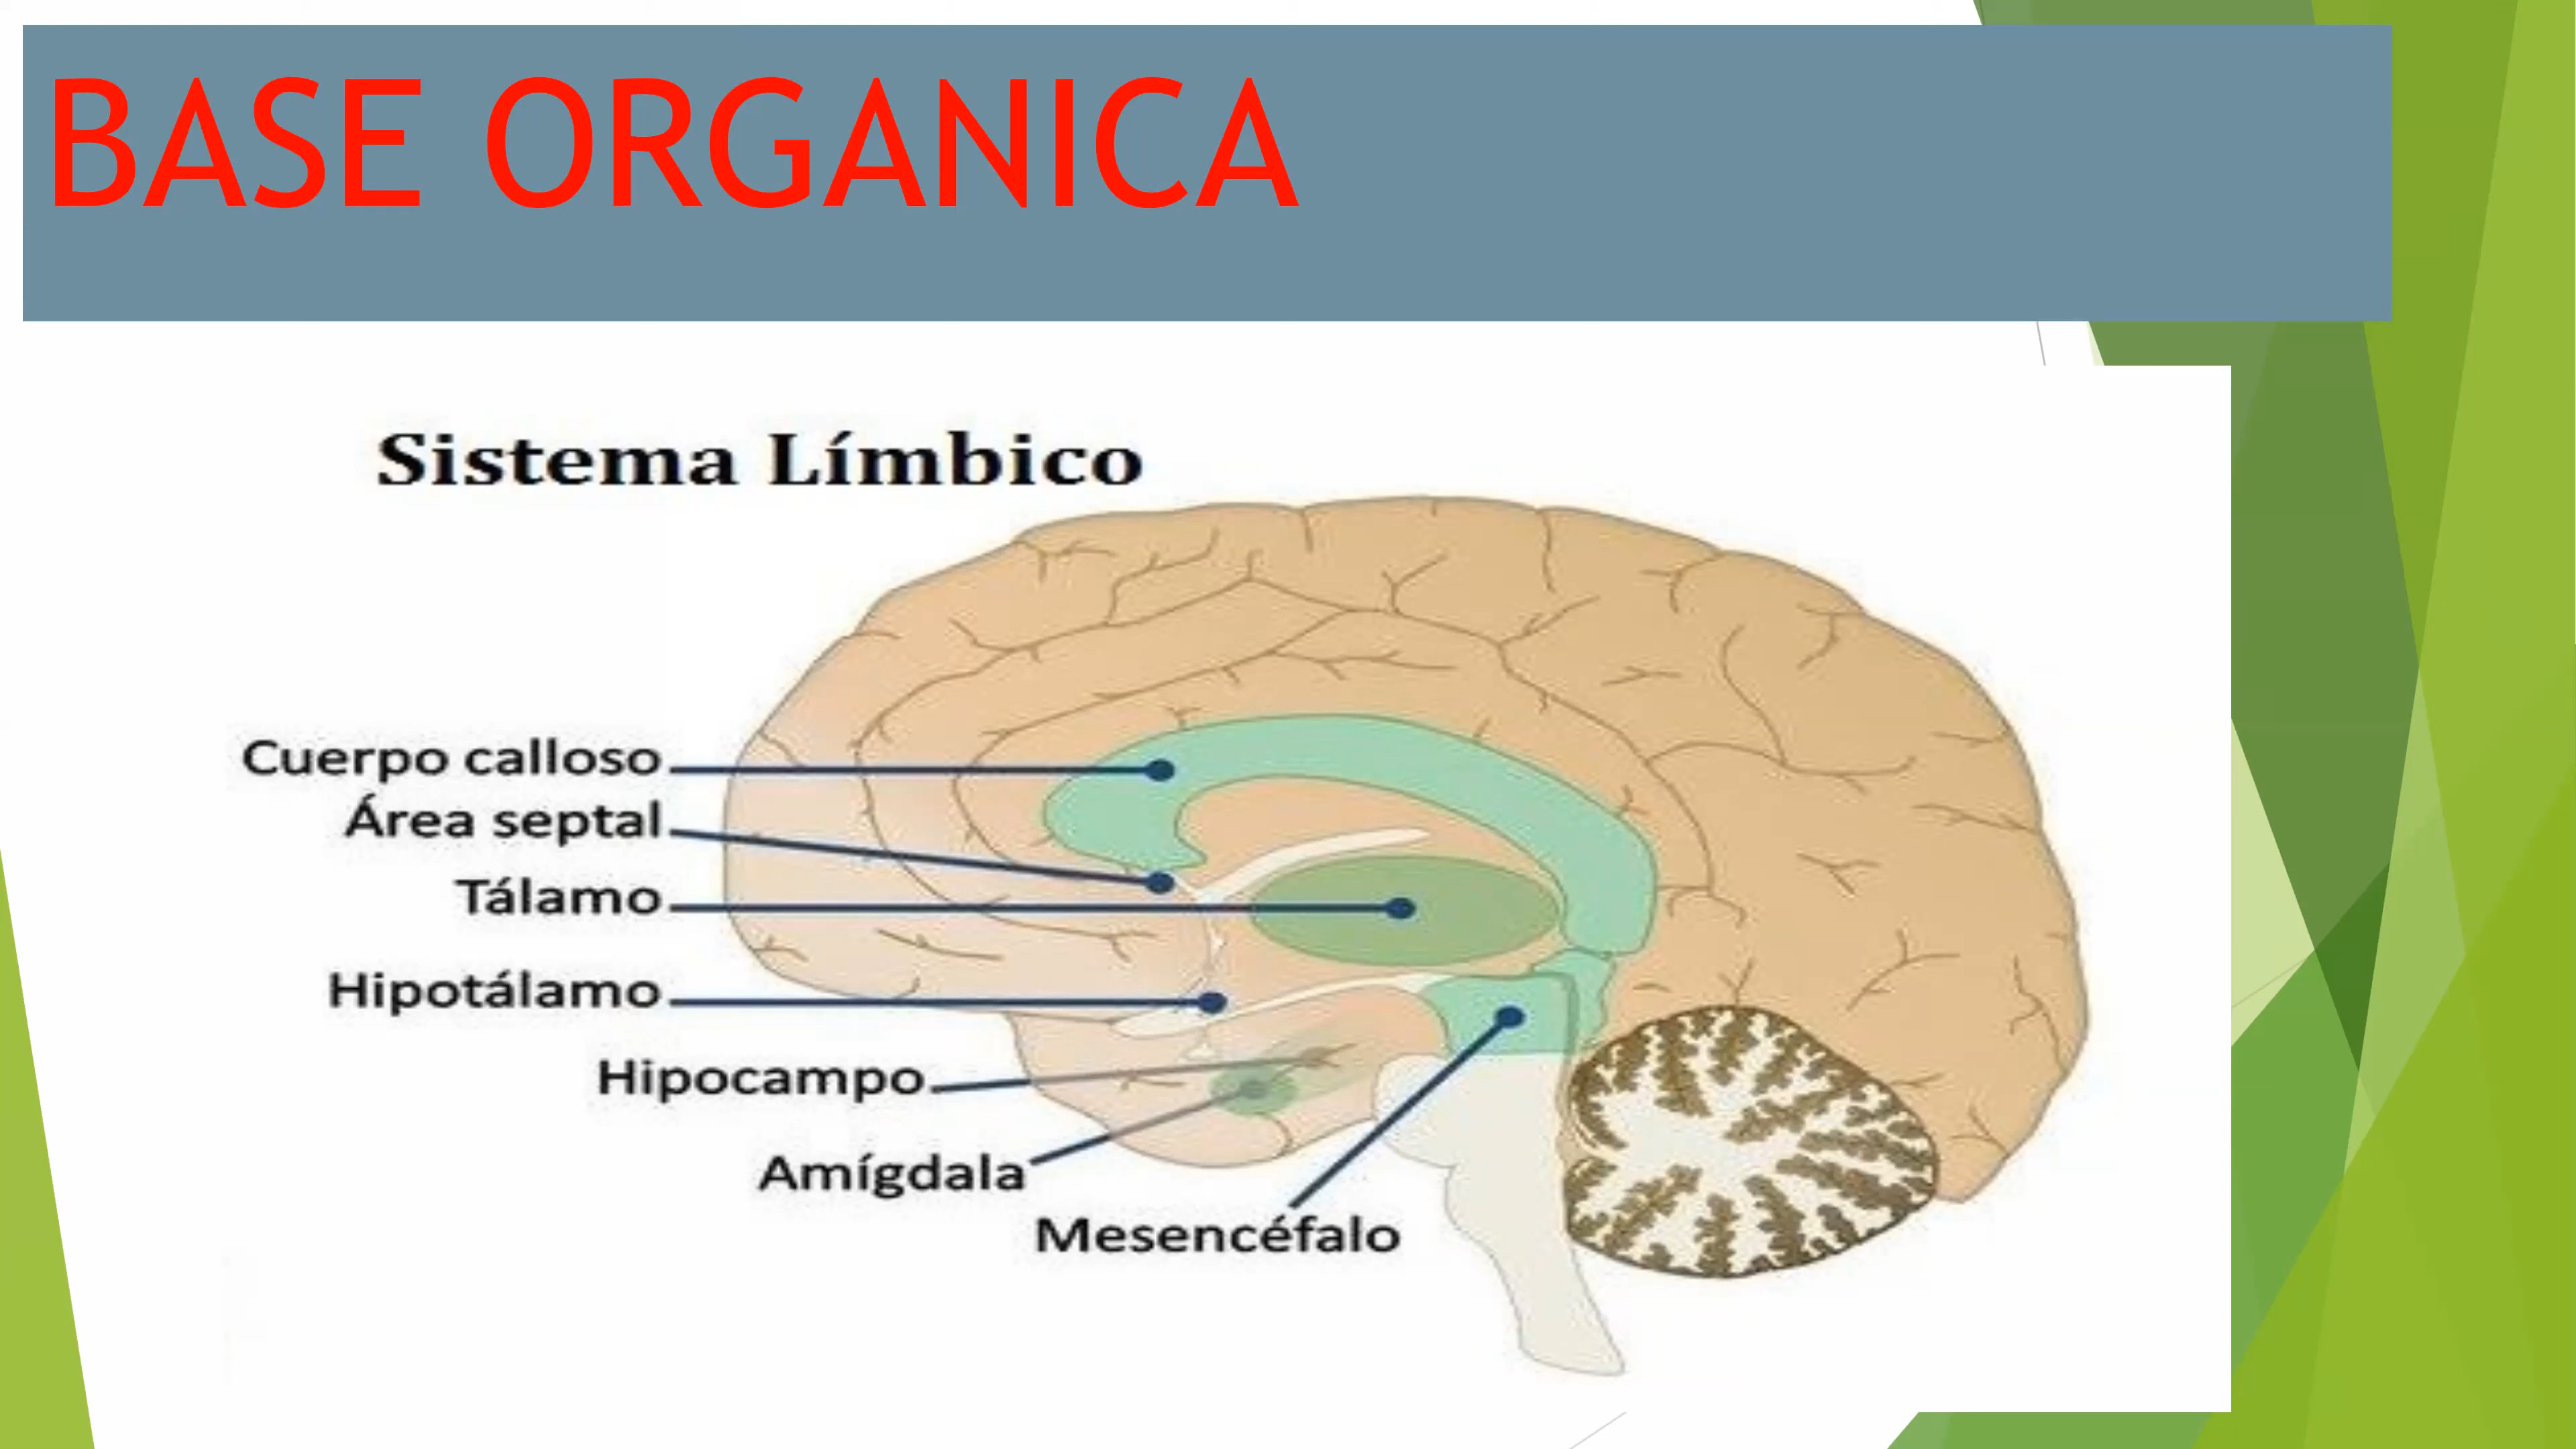 BASE ORGANICA
Sistema Límbico
Cuerpo calloso
Área septal
Tálamo
Hipotálamo
Hipocampo
Amígdala
Mesencéfalo